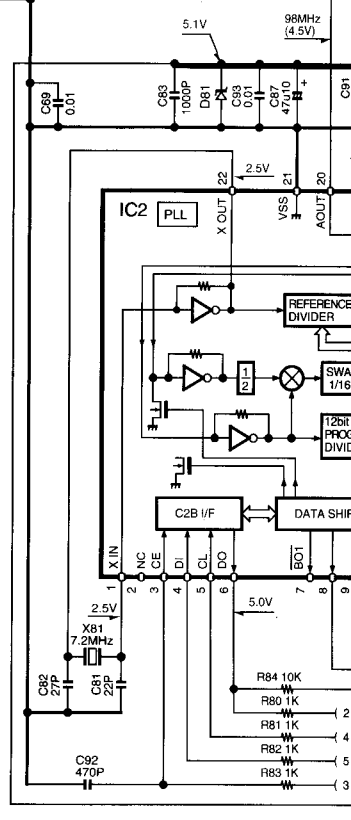 5.1V
98MHz
(4.5V)
C69
0.01
C83
1000P
D81
C93
0.01
C87
47u10
+
C91
22
2.5V
21
20
IC2
PLL
X OUT
VSS
AOUT
REFERENCE
DIVIDER
1
2
SWA
1/16
12bit
PROG
DIVID
C2B I/F
DATA SHIF
X IN
NC
CE
DI
CL
DO
BO1
1
2
3
4
5
6
7
8
9
2.5V
5.0V
X81
7.2MHz
C82
27P
C81
22P
R84 10K
R80 1K
2
R81 1K
4
R82 1K
5
R83 1K
3
C92
470P